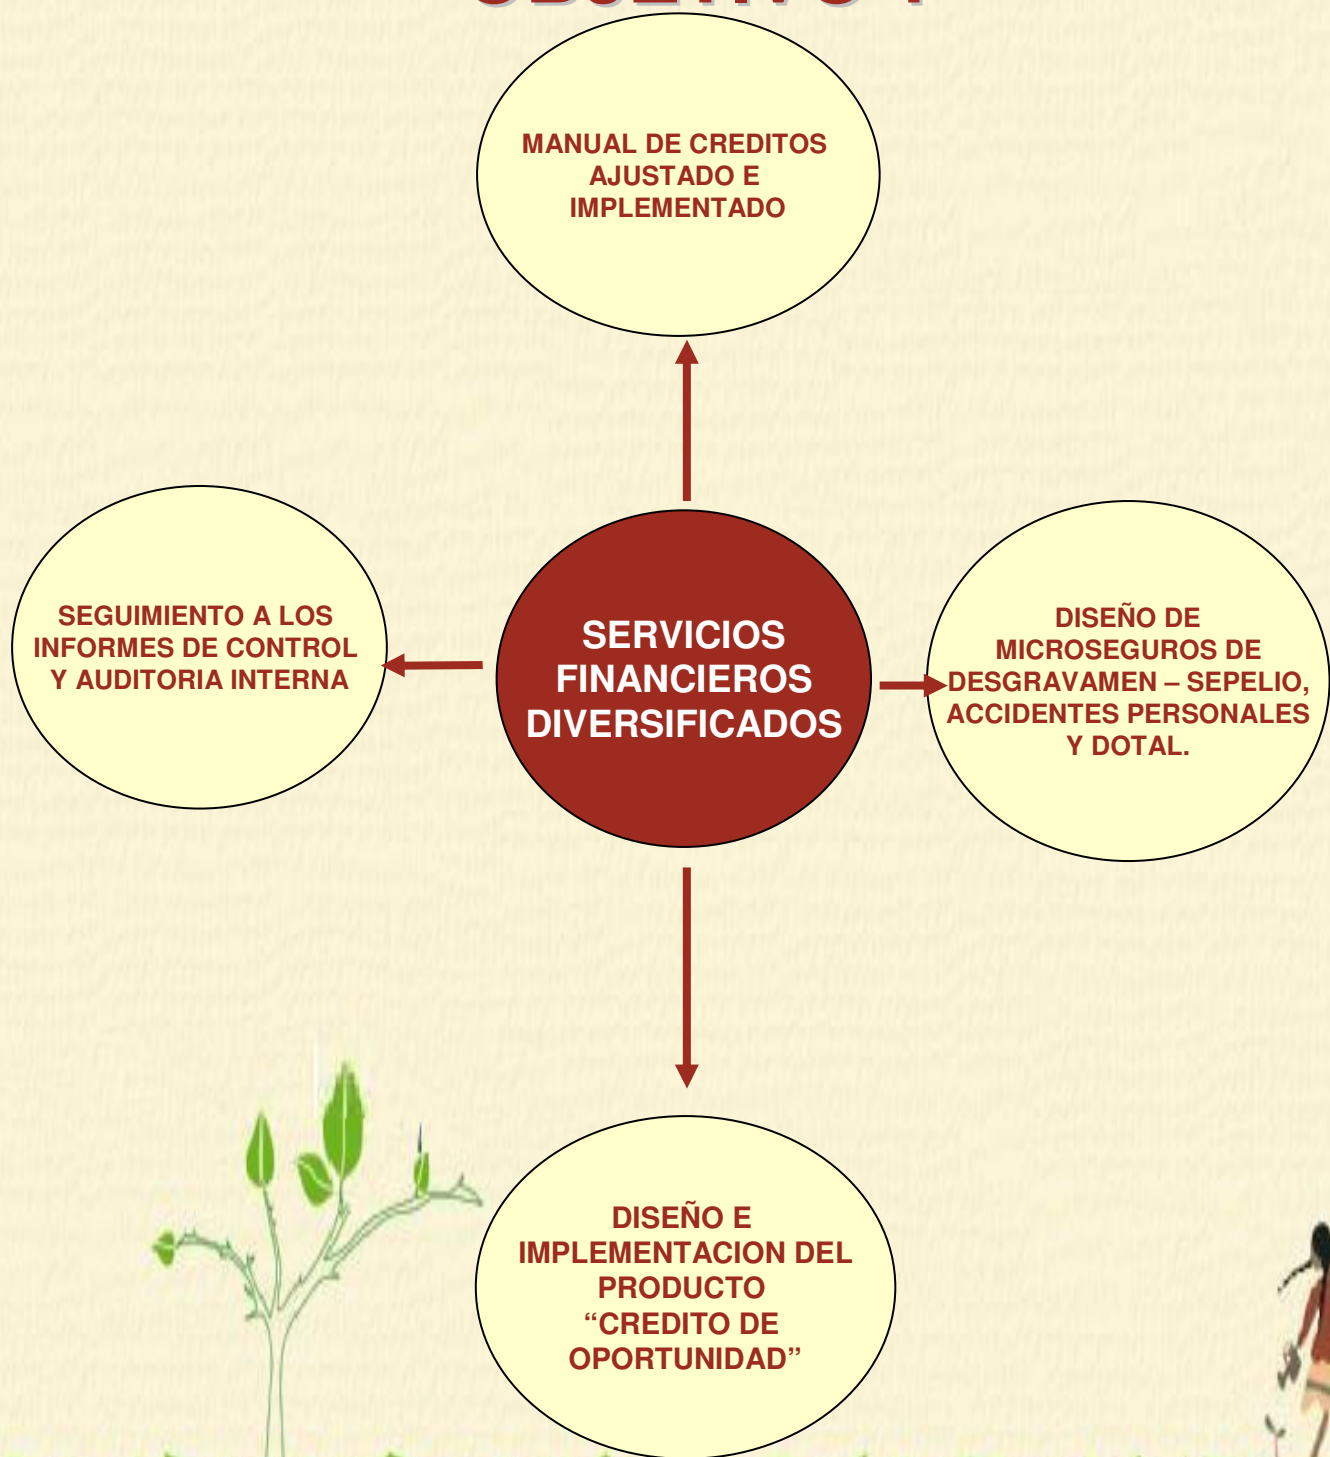 MANUAL DE CREDITOS
AJUSTADO E
IMPLEMENTADO
SEGUIMIENTO A LOS
INFORMES DE CONTROL
Y AUDITORIA INTERNA
SERVICIOS
FINANCIEROS
DIVERSIFICADOS
DISEÑO DE
MICROSEGUROS DE
DESGRAVAMEN – SEPELIO,
ACCIDENTES PERSONALES
Y DOTAL.
DISEÑO E
IMPLEMENTACION DEL
PRODUCTO
“CREDITO DE
OPORTUNIDAD”